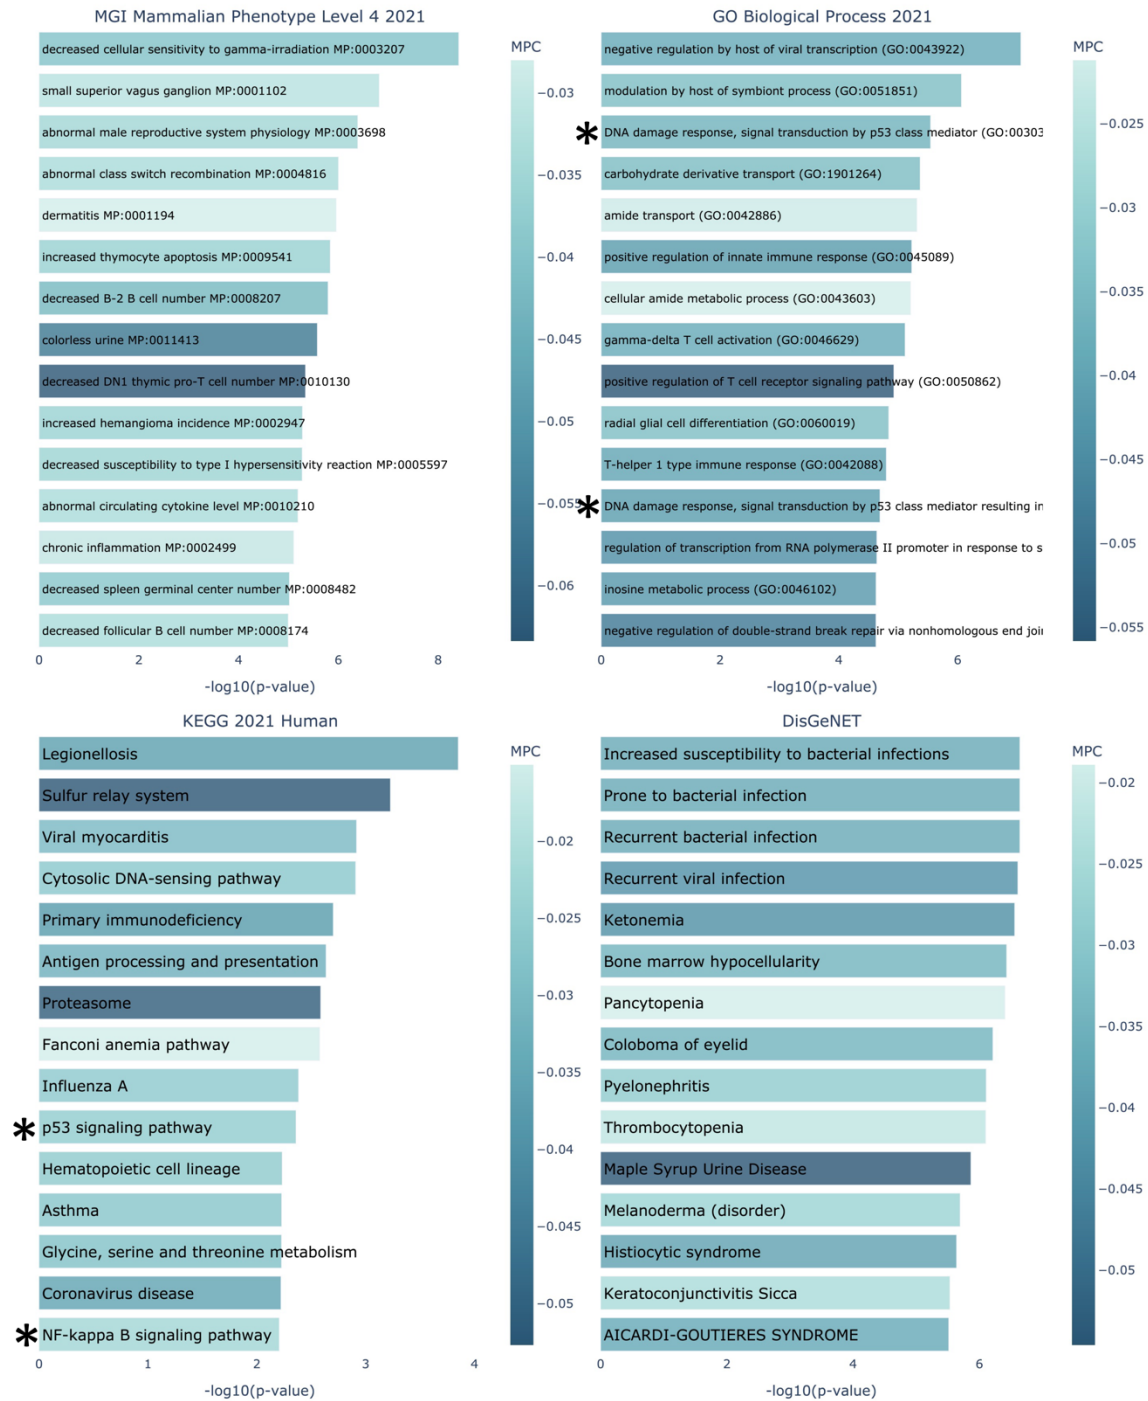 MGI Mammalian Phenotype Level 4 2021
decreased cellular sensitivity to gamma-irradiation MP:0003207
small superior vagus ganglion MP:0001102
abnormal male reproductive system physiology MP:0003698
abnormal class switch recombination MP:0004816
dermatitis MP:0001194
increased thymocyte apoptosis MP:0009541
decreased B-2 B cell number MP:0008207
colorless urine MP:0011413
decreased DN1 thymic pro-T cell number MP:0010130
increased hemangioma incidence MP:0002947
decreased susceptibility to type I hypersensitivity reaction MP:0005597
abnormal circulating cytokine level MP:0010210
chronic inflammation MP:0002499
decreased spleen germinal center number MP:0008482
decreased follicular B cell number MP:0008174
0 2 4 6 8
-log10(p-value)
MPC
−0.03
−0.035
−0.04
−0.045
−0.05
−0.055
−0.06
GO Biological Process 2021
negative regulation by host of viral transcription (GO:0043922)
modulation by host of symbiont process (GO:0051851)
* DNA damage response, signal transduction by p53 class mediator (GO:00303
carbohydrate derivative transport (GO:1901264)
amide transport (GO:0042886)
positive regulation of innate immune response (GO:0045089)
cellular amide metabolic process (GO:0043603)
gamma-delta T cell activation (GO:0046629)
positive regulation of T cell receptor signaling pathway (GO:0050862)
radial glial cell differentiation (GO:0060019)
T-helper 1 type immune response (GO:0042088)
* DNA damage response, signal transduction by p53 class mediator resulting in
regulation of transcription from RNA polymerase II promoter in response to s
inosine metabolic process (GO:0046102)
negative regulation of double-strand break repair via nonhomologous end joi
0 2 4 6
-log10(p-value)
MPC
−0.025
−0.03
−0.035
−0.04
−0.045
−0.05
−0.055
KEGG 2021 Human
Legionellosis
Sulfur relay system
Viral myocarditis
Cytosolic DNA-sensing pathway
Primary immunodeficiency
Antigen processing and presentation
Proteasome
Fanconi anemia pathway
Influenza A
* p53 signaling pathway
Hematopoietic cell lineage
Asthma
Glycine, serine and threonine metabolism
Coronavirus disease
* NF-kappa B signaling pathway
0 1 2 3 4
-log10(p-value)
MPC
−0.02
−0.025
−0.03
−0.035
−0.04
−0.045
−0.05
DisGeNET
Increased susceptibility to bacterial infections
Prone to bacterial infection
Recurrent bacterial infection
Recurrent viral infection
Ketonemia
Bone marrow hypocellularity
Pancytopenia
Coloboma of eyelid
Pyelonephritis
Thrombocytopenia
Maple Syrup Urine Disease
Melanoderma (disorder)
Histiocytic syndrome
Keratoconjunctivitis Sicca
AICARDI-GOUTIERES SYNDROME
0 2 4 6
-log10(p-value)
MPC
−0.02
−0.025
−0.03
−0.035
−0.04
−0.045
−0.05